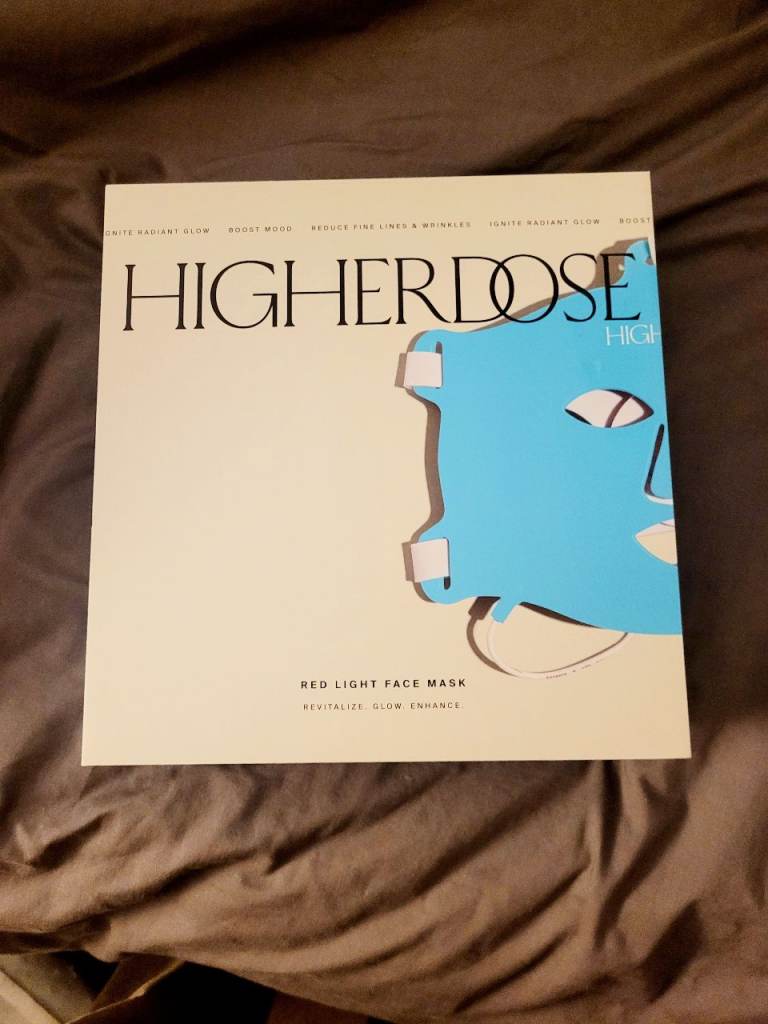 GNITE RADIANT GLOW BOOST MOOD REDUCE FINE LINES & WRINKLES IGNITE RADIANT GLOW BOOST
HIGHERDOSE
HIGH
RED LIGHT FACE MASK
REVITALIZE. GLOW. ENHANCE.